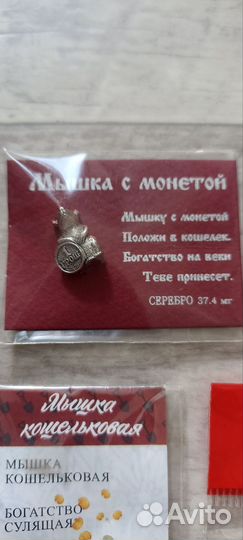 Мышка с монетой
Мышку с монетой
Положи в кошелек.
Богатство на веки
Тебе принесет.
СЕРЕБРО 37.4 мг
Мышка
кошельковая
МЫШКА
КОШЕЛЬКОВАЯ
БОГАТСТВО
СУЛЯЩАЯ
Avito